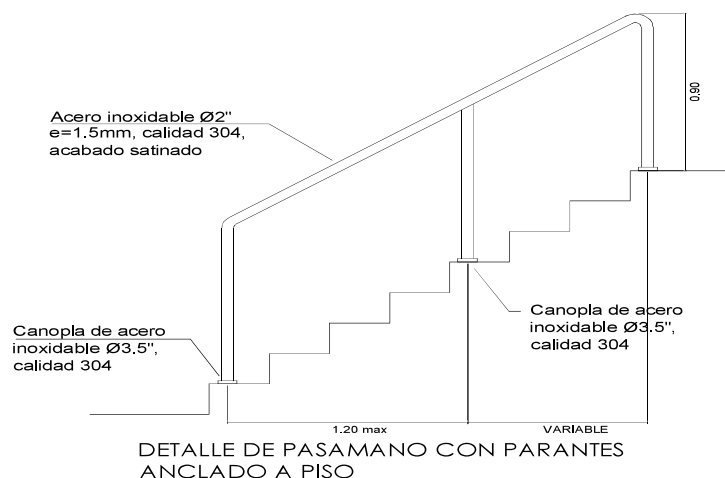 Acero inoxidable Ø2"
e=1.5mm, calidad 304,
acabado satinado
0.90
Canopla de acero
inoxidable Ø3.5",
calidad 304
Canopla de acero
inoxidable Ø3.5",
calidad 304
1.20 max
VARIABLE
DETALLE DE PASAMANO CON PARANTES
ANCLADO A PISO